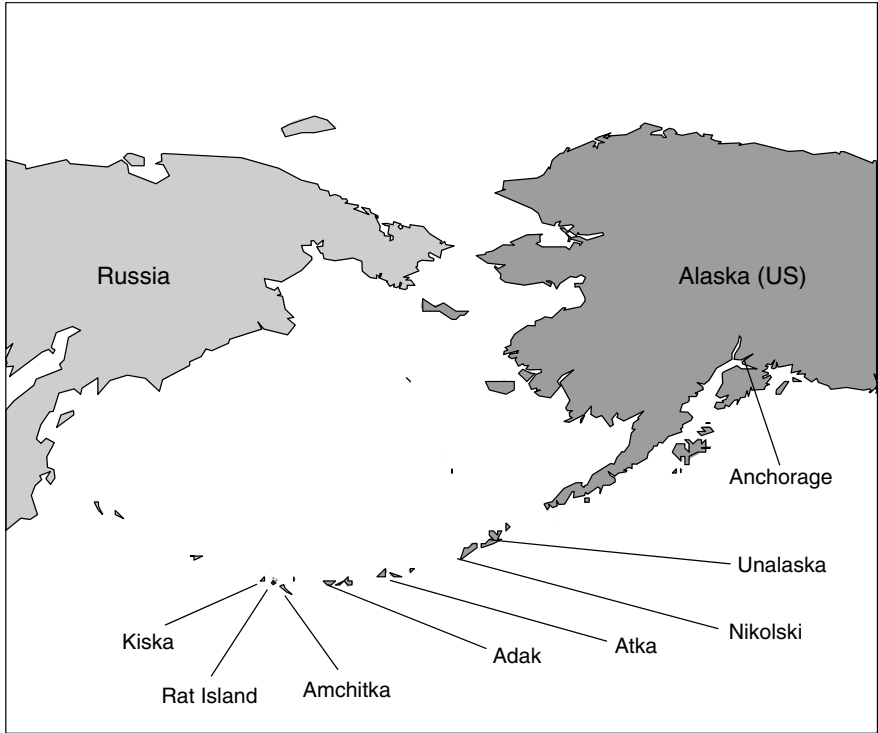 Russia
Alaska (US)
Anchorage
Unalaska
Nikolski
Kiska
Atka
Adak
Rat Island
Amchitka